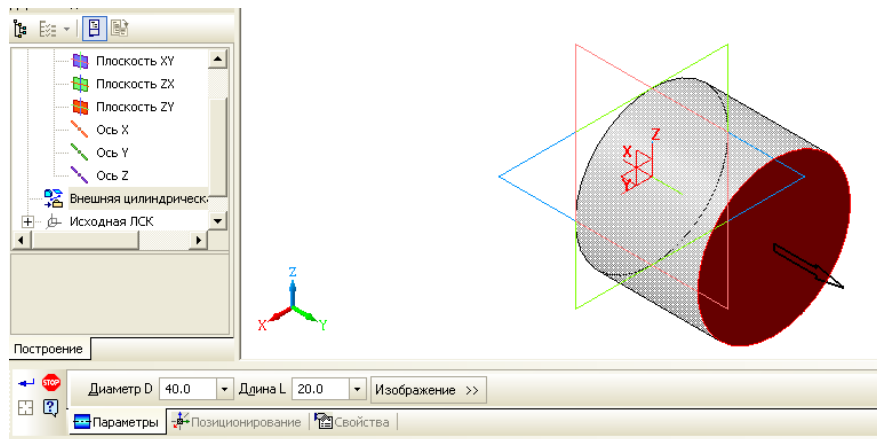 Плоскость XY
Плоскость ZX
Плоскость ZY
Ось X
Ось Y
Ось Z
Внешняя цилиндрическ
Исходная ЛСК
Построение
Z
X
Y
Z
X
Y
STOP
Диаметр D 40.0 Длина L 20.0 Изображение >>
Параметры Позиционирование Свойства